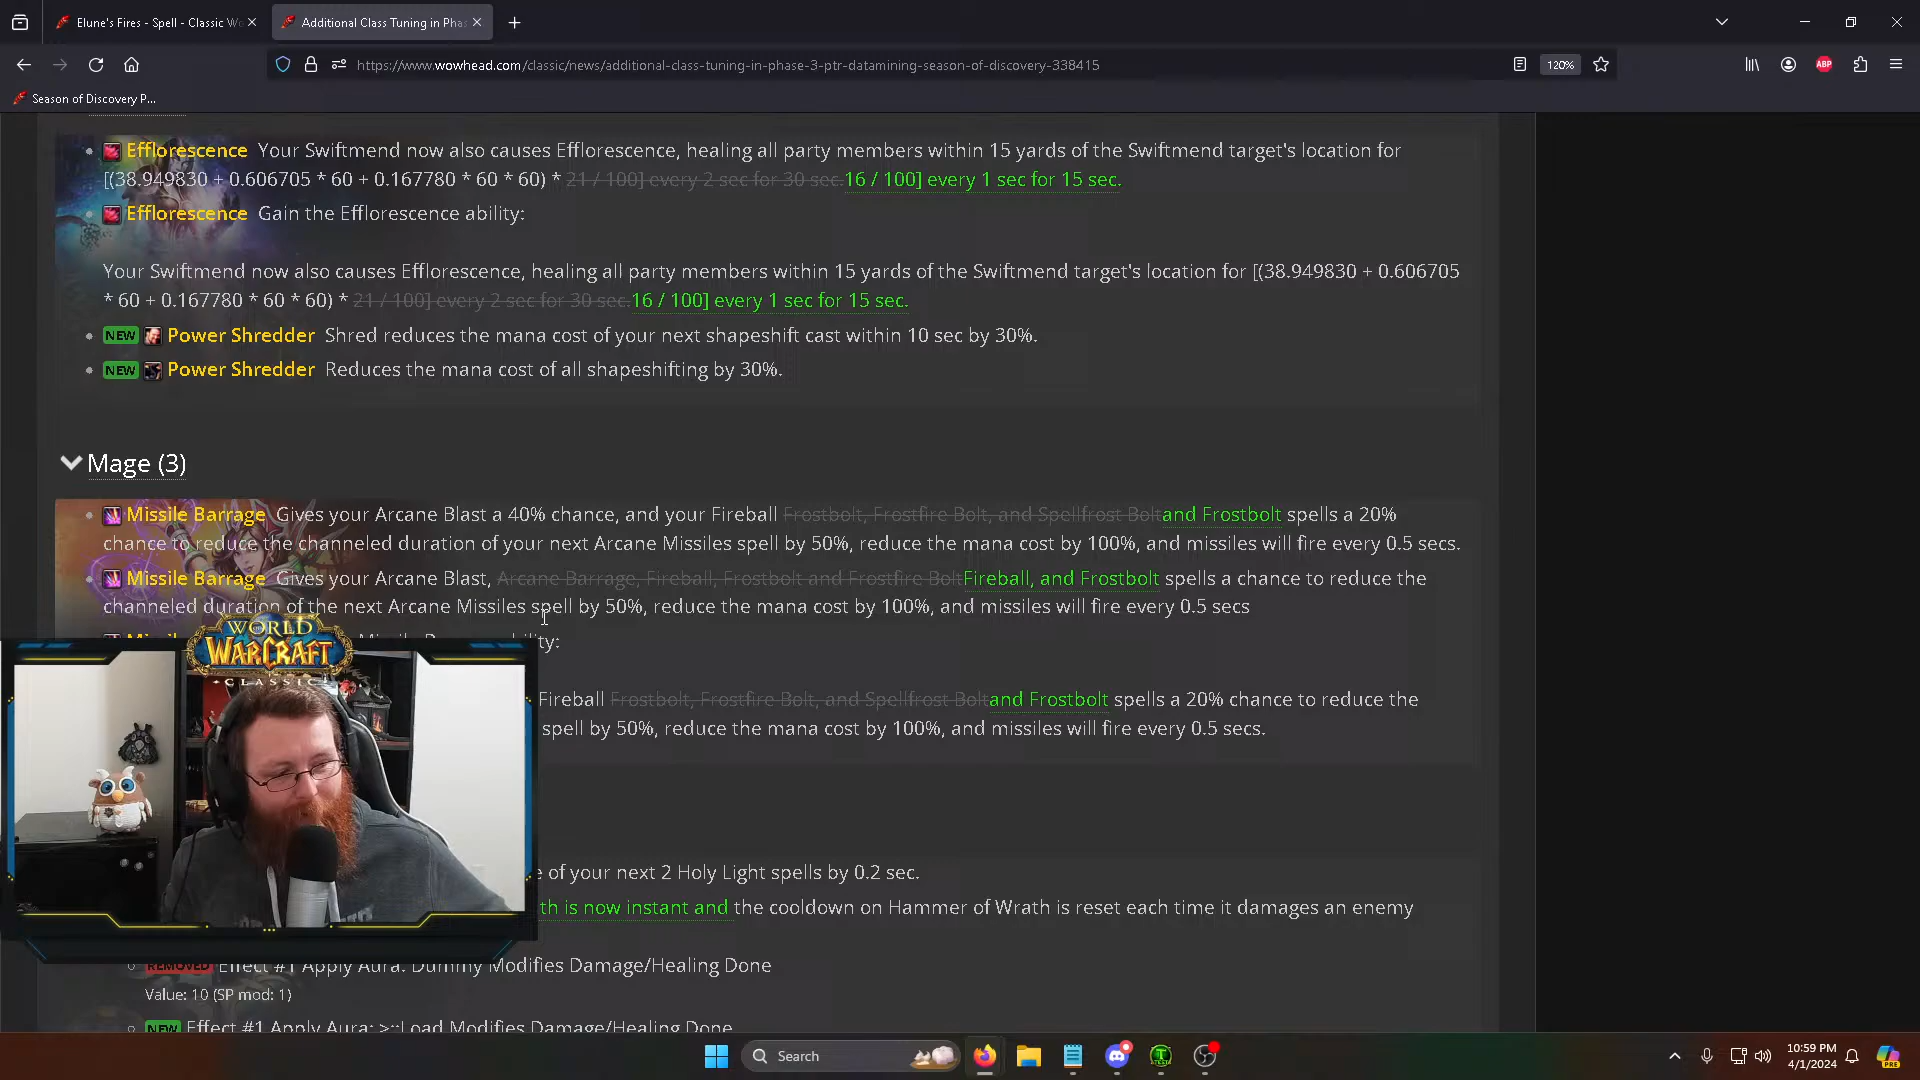 Elune's Fires - Spell - Classic Wo
Additional Class Tuning in Phas
https://www.wowhead.com/classic/news/additional-class-tuning-in-phase-3-ptr-datamining-season-of-discovery-338415
120%
ABP
Season of Discovery P...
Efflorescence Your Swiftmend now also causes Efflorescence, healing all party members within 15 yards of the Swiftmend target's location for
[(38.949830 + 0.606705 * 60 + 0.167780 * 60 * 60) * 21 / 100] every 2 sec for 30 sec.16 / 100] every 1 sec for 15 sec.
Efflorescence Gain the Efflorescence ability:
Your Swiftmend now also causes Efflorescence, healing all party members within 15 yards of the Swiftmend target's location for [(38.949830 + 0.606705
* 60 + 0.167780 * 60 * 60) * 21 / 100] every 2 sec for 30 sec.16 / 100] every 1 sec for 15 sec.
NEW Power Shredder Shred reduces the mana cost of your next shapeshift cast within 10 sec by 30%.
NEW Power Shredder Reduces the mana cost of all shapeshifting by 30%.
Mage (3)
Missile Barrage Gives your Arcane Blast a 40% chance, and your Fireball Frostbolt, Frostfire Bolt, and Spellfrost Boltand Frostbolt spells a 20%
chance to reduce the channeled duration of your next Arcane Missiles spell by 50%, reduce the mana cost by 100%, and missiles will fire every 0.5 secs.
Missile Barrage Gives your Arcane Blast, Arcane Barrage, Fireball, Frostbolt and Frostfire BoltFireball, and Frostbolt spells a chance to reduce the
channeled duration of the next Arcane Missiles spell by 50%, reduce the mana cost by 100%, and missiles will fire every 0.5 secs
ity:
Fireball Frostbolt, Frostfire Bolt, and Spellfrost Boltand Frostbolt spells a 20% chance to reduce the
spell by 50%, reduce the mana cost by 100%, and missiles will fire every 0.5 secs.
WORLD
WARCRAFT
CLASSIC
e of your next 2 Holy Light spells by 0.2 sec.
th is now instant and the cooldown on Hammer of Wrath is reset each time it damages an enemy
REMOVED Effect #1 Apply Aura: Dummy Modifies Damage/Healing Done
Value: 10 (SP mod: 1)
NEW Effect #1 Apply Aura: >::Load Modifies Damage/Healing Done
Search
10:59 PM
4/1/2024
PRE